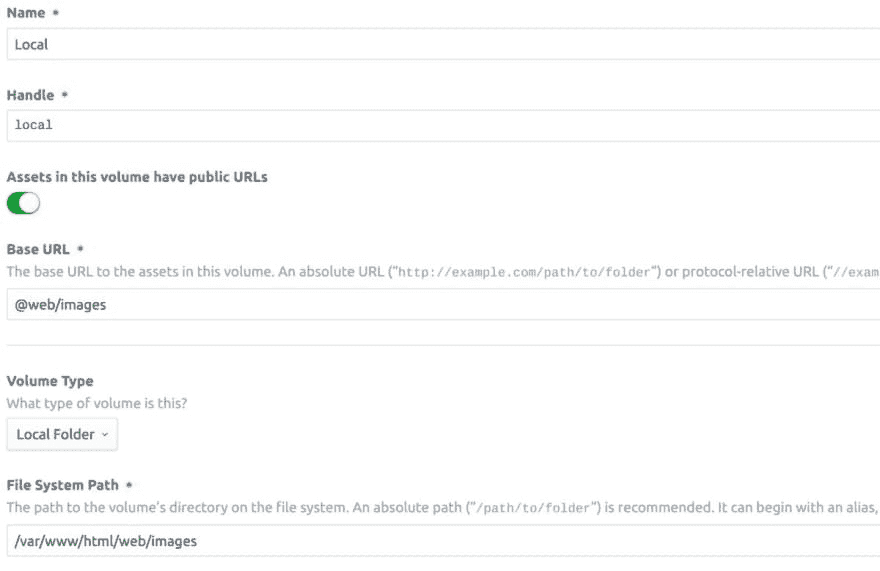 Name *
Local
Handle *
local
Assets in this volume have public URLs
Base URL *
The base URL to the assets in this volume. An absolute URL (“http://example.com/path/to/folder”) or protocol-relative URL (“//exam
@web/images
Volume Type
What type of volume is this?
Local Folder
File System Path *
The path to the volume’s directory on the file system. An absolute path (“/path/to/folder”) is recommended. It can begin with an alias,
/var/www/html/web/images